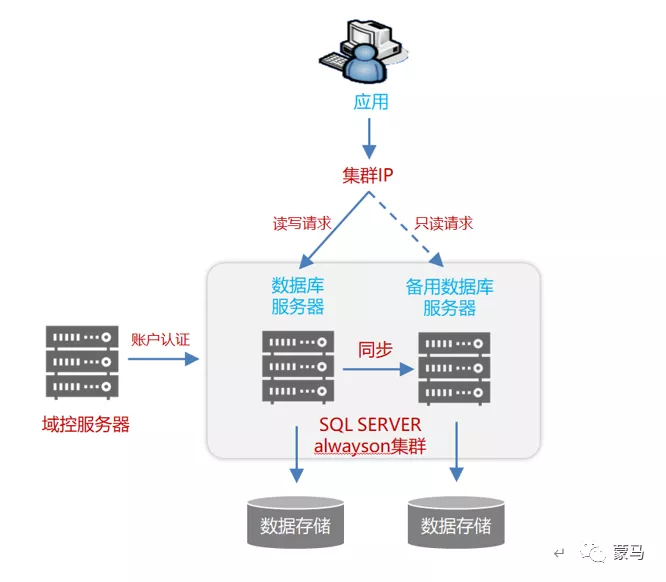 应用
集群IP
读写请求
只读请求
数据库
服务器
备用数据库
服务器
账户认证
同步
域控服务器
SQL SERVER
alwayson集群
数据存储
数据存储
蒙马